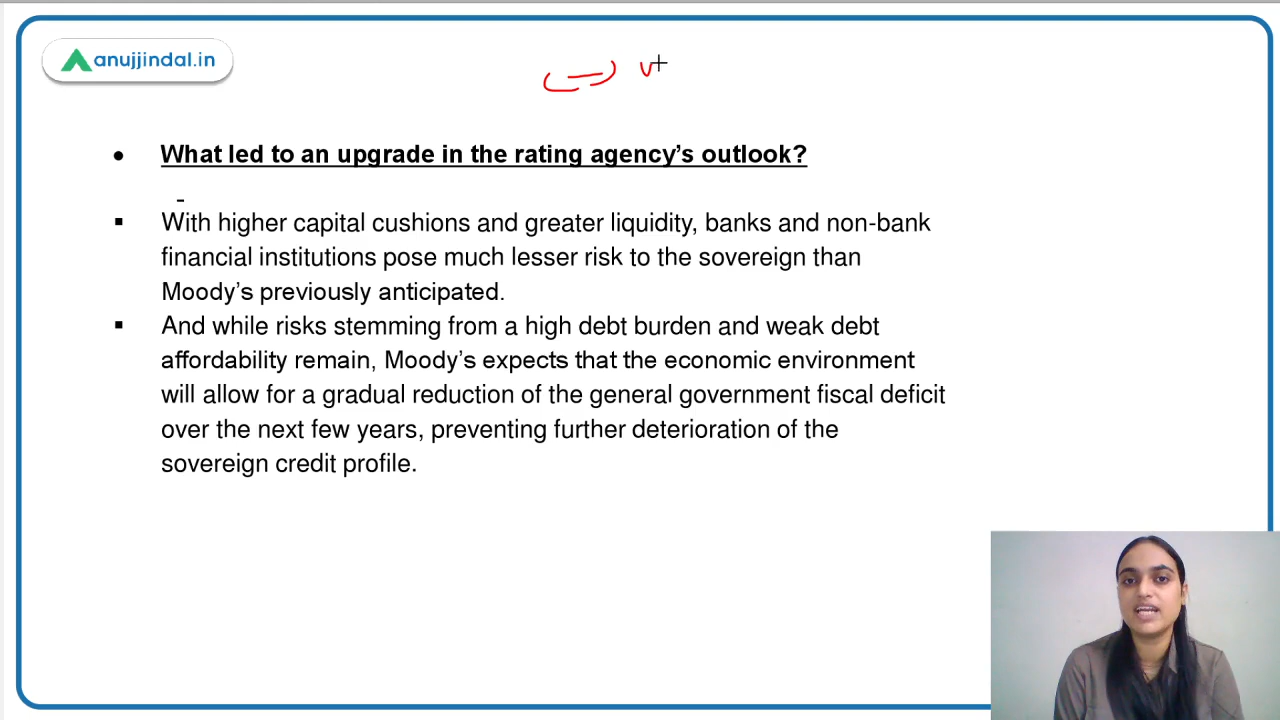 anujjindal.in
What led to an upgrade in the rating agency’s outlook?
-
With higher capital cushions and greater liquidity, banks and non-bank
financial institutions pose much lesser risk to the sovereign than
Moody’s previously anticipated.
And while risks stemming from a high debt burden and weak debt
affordability remain, Moody’s expects that the economic environment
will allow for a gradual reduction of the general government fiscal deficit
over the next few years, preventing further deterioration of the
sovereign credit profile.